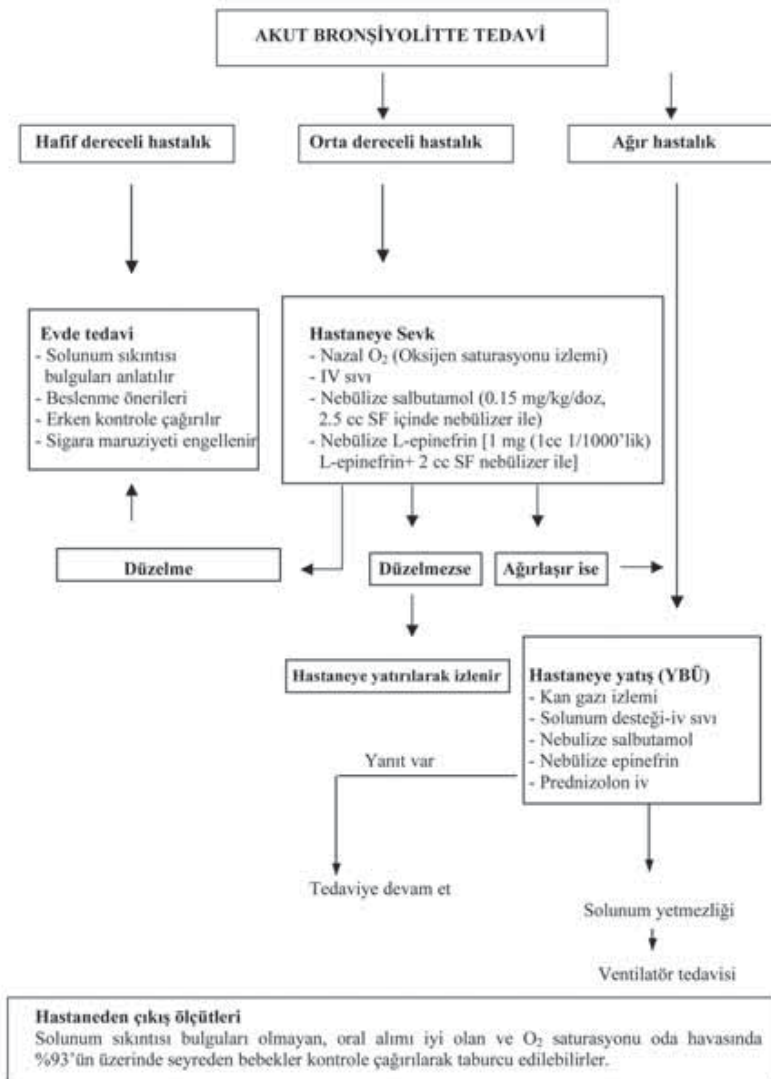 AKUT BRONŞİYOLİTTE TEDAVİ
Hafif dereceli hastalık
Orta dereceli hastalık
Ağır hastalık
Evde tedavi
- Solunum sıkıntısı
bulguları anlatılır
- Beslenme önerileri
- Erken kontrole çağırılır
- Sigara maruziyeti engellenir
Hastaneye Sevk
- Nazal O₂ (Oksijen saturasyonu izlemi)
- IV sıvı
- Nebülize salbutamol (0.15 mg/kg/doz,
2.5 cc SF içinde nebülizer ile)
- Nebülize L-epinefrin [1 mg (1cc 1/1000'lik)
L-epinefrin+ 2 cc SF nebülizer ile]
Düzelme
Düzelmezse
Ağırlaşır ise
Hastaneye yatırılarak izlenir
Hastaneye yatış (YBÜ)
- Kan gazı izlemi
- Solunum desteği-iv sıvı
- Nebulize salbutamol
- Nebülize epinefrin
- Prednizolon iv
Yanıt var
Tedaviye devam et
Solunum yetmezliği
Ventilatör tedavisi
Hastaneden çıkış ölçütleri
Solunum sıkıntısı bulguları olmayan, oral alımı iyi olan ve O₂ saturasyonu oda havasında
%93'ün üzerinde seyreden bebekler kontrole çağırılarak taburcu edilebilirler.